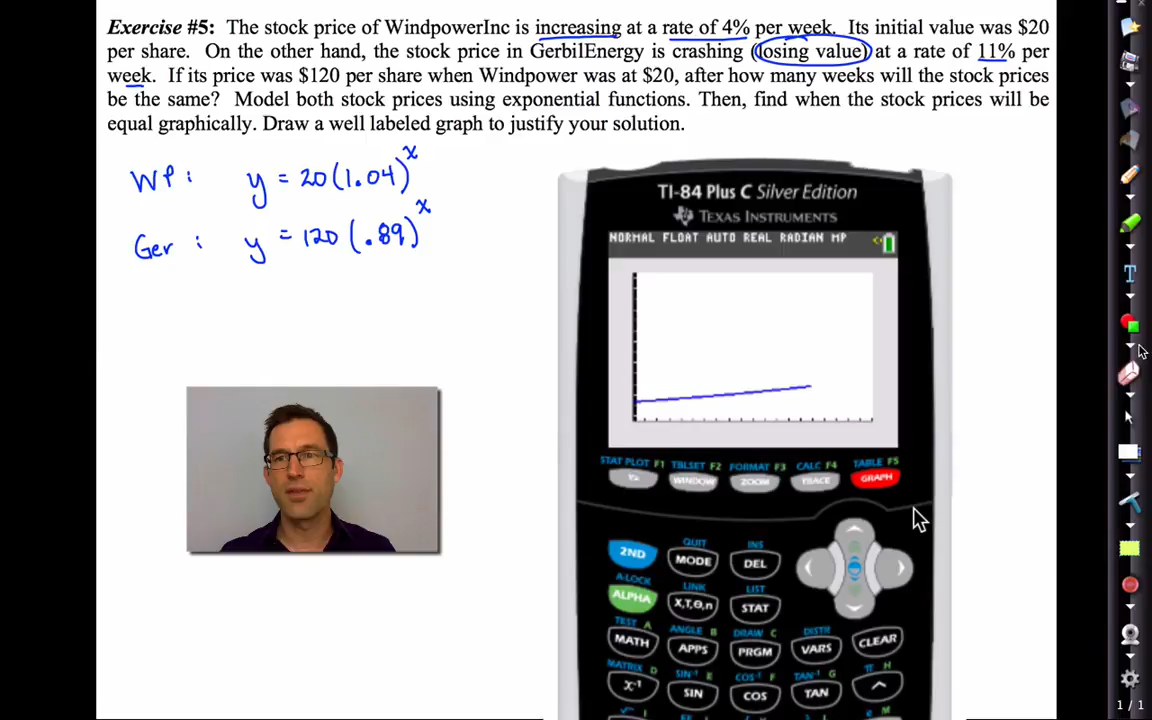 Exercise #5: The stock price of WindpowerInc is increasing at a rate of 4% per week. Its initial value was $20
per share. On the other hand, the stock price in GerbilEnergy is crashing (losing value) at a rate of 11% per
week. If its price was $120 per share when Windpower was at $20, after how many weeks will the stock prices
be the same? Model both stock prices using exponential functions. Then, find when the stock prices will be
equal graphically. Draw a well labeled graph to justify your solution.
WP: y = 20(1.04)^x
Ger: y = 120(.89)^x
TI-84 Plus C Silver Edition
TEXAS INSTRUMENTS
NORMAL FLOAT AUTO REAL RADIAN MP
STAT PLOT F1 TBLSET F2 FORMAT F3 CALC F4 TABLE F5
Y= WINDOW ZOOM TRACE GRAPH
QUIT INS
2ND MODE DEL
A-LOCK LINK LIST
ALPHA X,T,θ,n STAT
TEST A ANGLE B DRAW C DISTR
MATH APPS PRGM VARS CLEAR
MATRIX D SIN⁻¹ E COS⁻¹ F TAN⁻¹ G π H
x⁻¹ SIN COS TAN ^
T
1 / 1